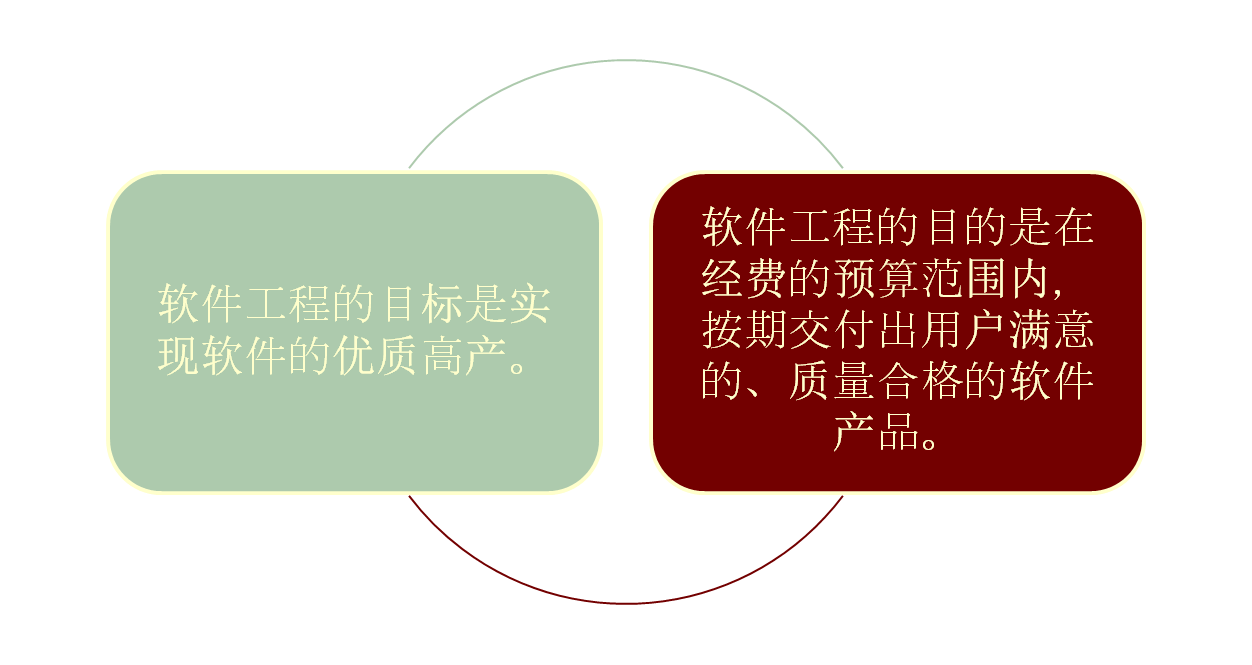 软件工程的目标是实
现软件的优质高产。
软件工程的目的是在
经费的预算范围内,
按期交付出用户满意
的、质量合格的软件
产品。